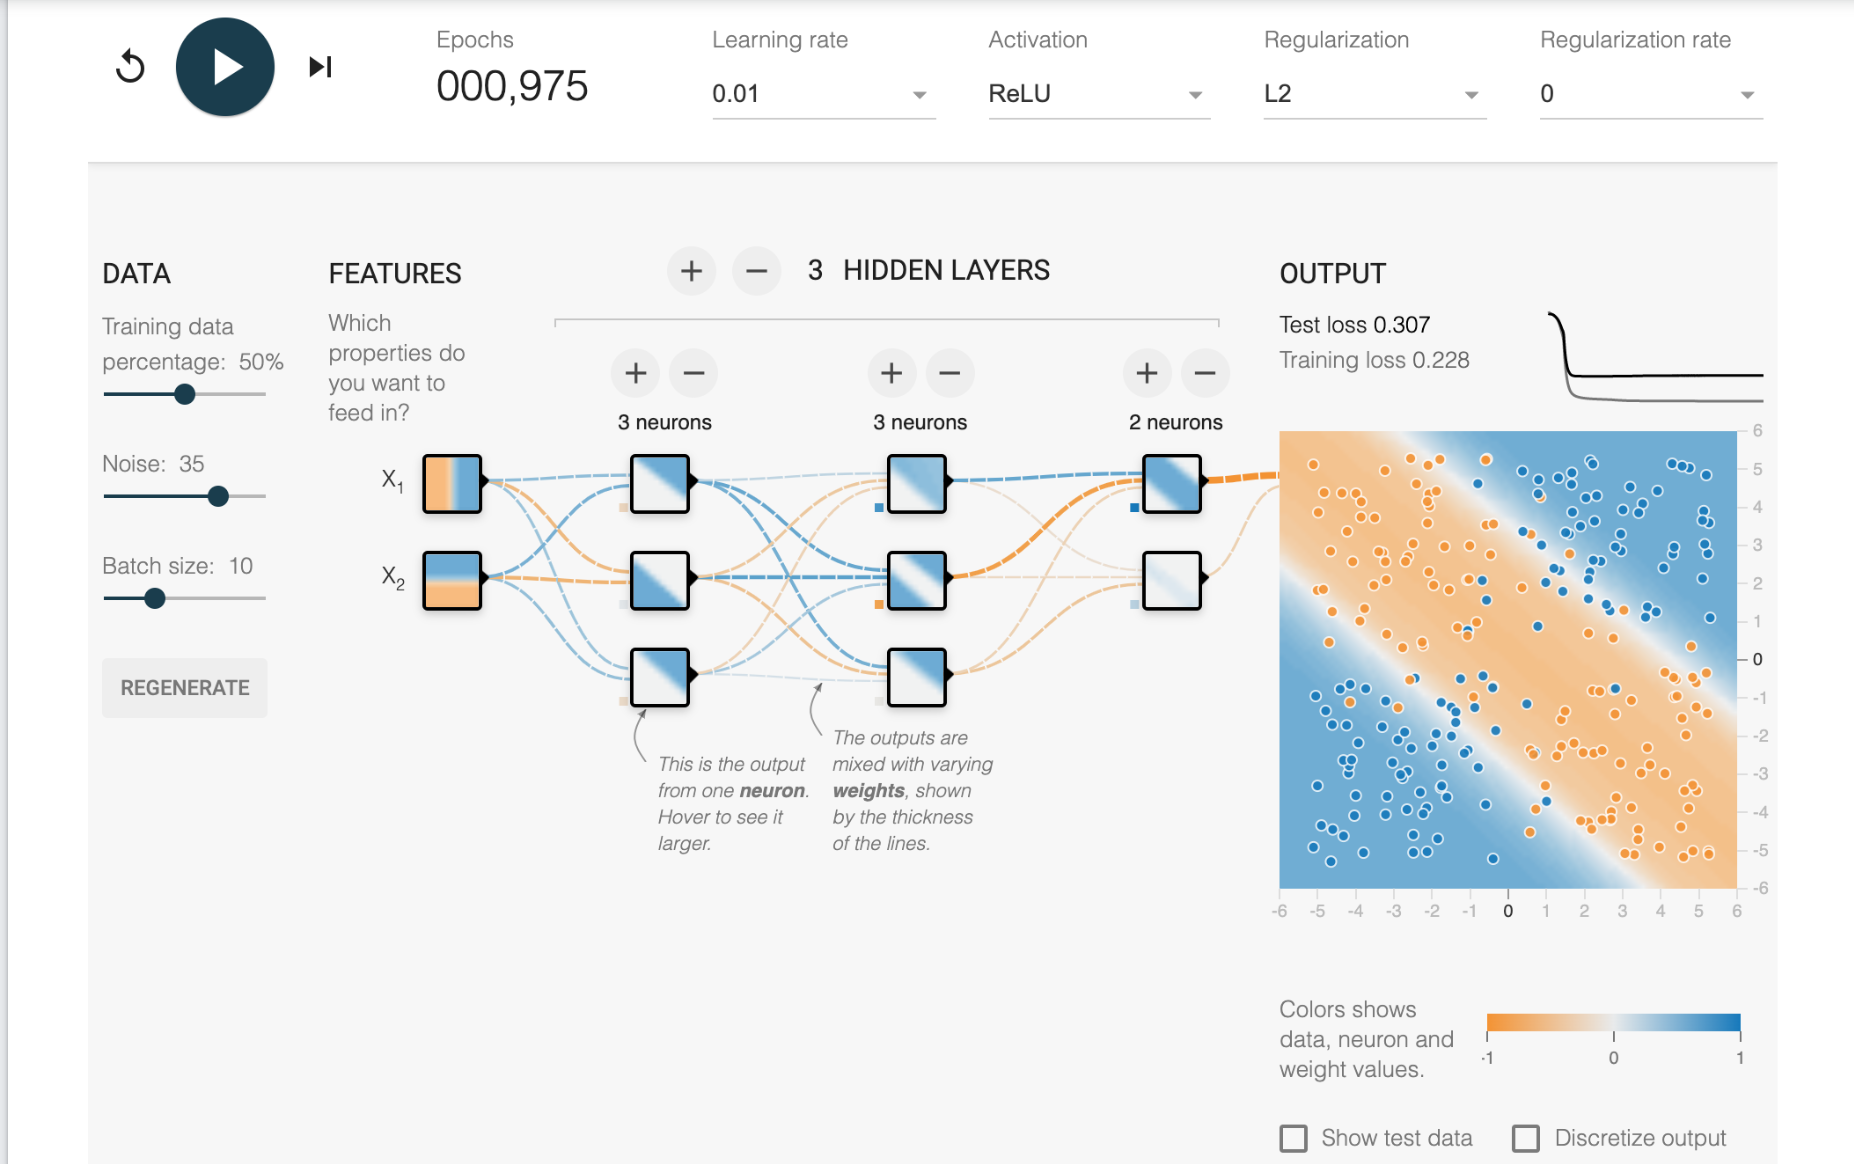 Epochs
000,975
Learning rate
0.01
Activation
ReLU
Regularization
L2
Regularization rate
0
DATA
Training data
percentage: 50%
Noise: 35
Batch size: 10
REGENERATE
FEATURES
Which
properties do
you want to
feed in?
X1
X2
+ − 3 HIDDEN LAYERS
+ −
3 neurons
+ −
3 neurons
+ −
2 neurons
This is the output
from one neuron.
Hover to see it
larger.
The outputs are
mixed with varying
weights, shown
by the thickness
of the lines.
OUTPUT
Test loss 0.307
Training loss 0.228
6
5
4
3
2
1
0
-1
-2
-3
-4
-5
-6
-6 -5 -4 -3 -2 -1 0 1 2 3 4 5 6
Colors shows
data, neuron and
weight values.
-1 0 1
Show test data
Discretize output